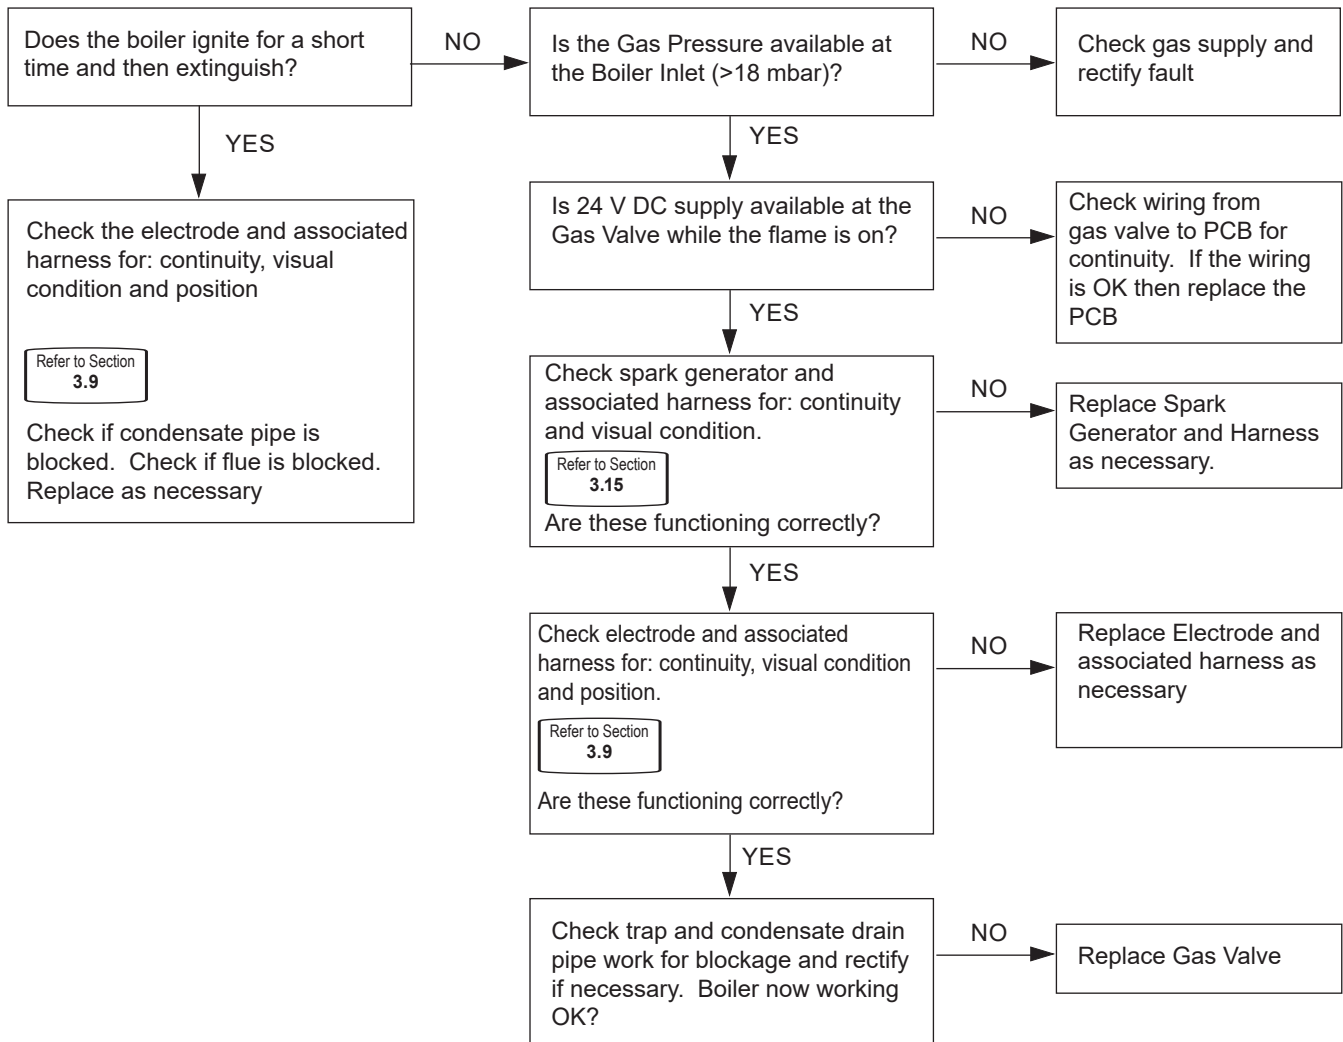 Does the boiler ignite for a short
time and then extinguish?
NO
Is the Gas Pressure available at
the Boiler Inlet (>18 mbar)?
NO
Check gas supply and
rectify fault
YES
YES
Check the electrode and associated
harness for: continuity, visual
condition and position
Refer to Section
3.9
Check if condensate pipe is
blocked.  Check if flue is blocked.
Replace as necessary
Is 24 V DC supply available at the
Gas Valve while the flame is on?
NO
Check wiring from
gas valve to PCB for
continuity.  If the wiring
is OK then replace the
PCB
YES
Check spark generator and
associated harness for: continuity
and visual condition.
Refer to Section
3.15
Are these functioning correctly?
NO
Replace Spark
Generator and Harness
as necessary.
YES
Check electrode and associated
harness for: continuity, visual condition
and position.
Refer to Section
3.9
Are these functioning correctly?
NO
Replace Electrode and
associated harness as
necessary
YES
Check trap and condensate drain
pipe work for blockage and rectify
if necessary.  Boiler now working
OK?
NO
Replace Gas Valve